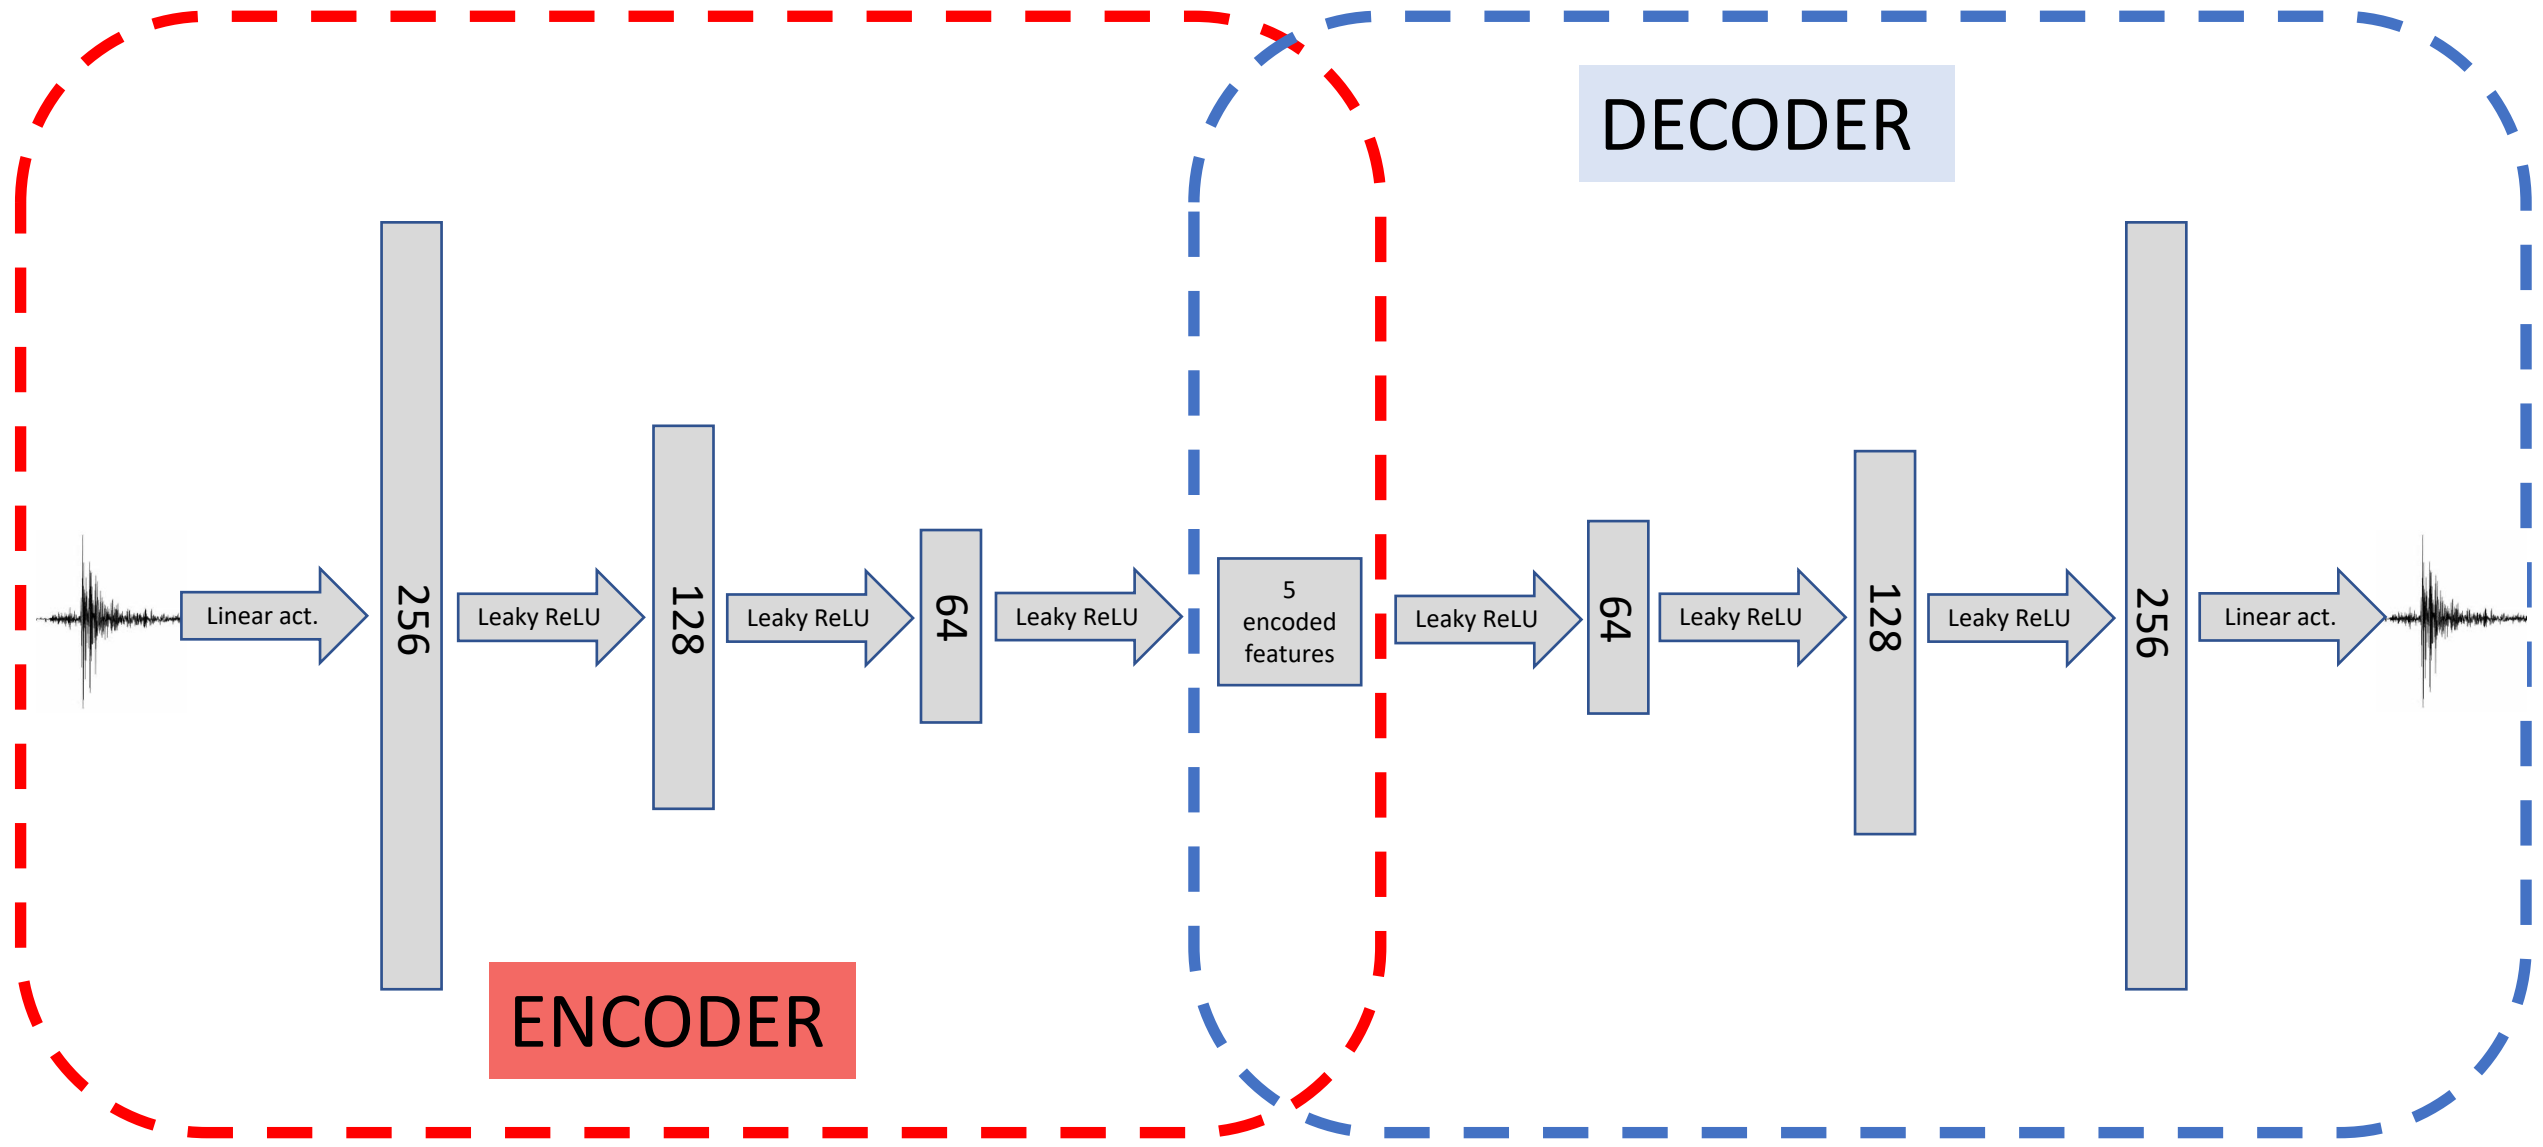 DECODER
Linear act.
256
Leaky ReLU
128
Leaky ReLU
64
Leaky ReLU
5
encoded
features
Leaky ReLU
64
Leaky ReLU
128
Leaky ReLU
256
Linear act.
ENCODER